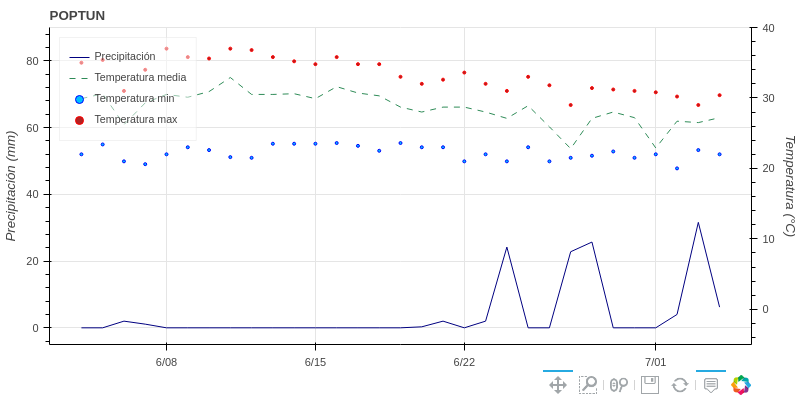 POPTUN
Precipitación
Temperatura media
Temperatura min
Temperatura max
Precipitación (mm)
80
60
40
20
0
Temperatura (°C)
40
30
20
10
0
6/08
6/15
6/22
7/01